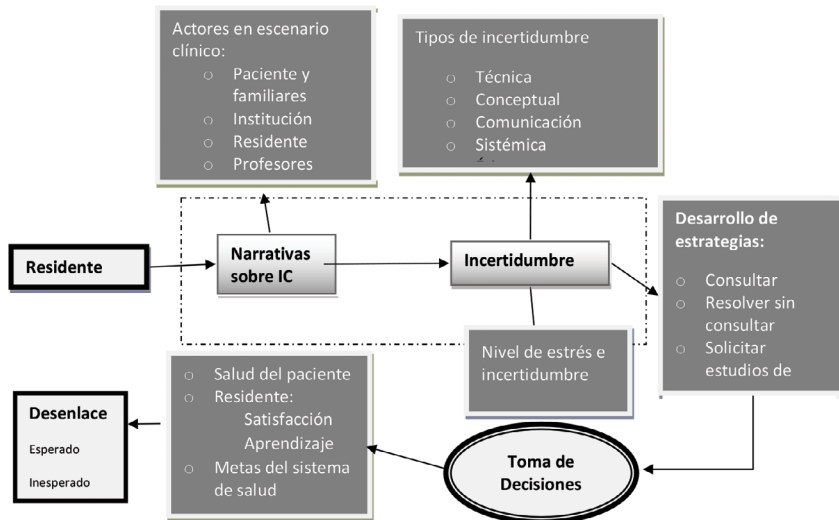 Actores en escenario
clínico:
○ Paciente y
familiares
○ Institución
○ Residente
○ Profesores
Tipos de incertidumbre
○ Técnica
○ Conceptual
○ Comunicación
○ Sistémica
Residente
Narrativas
sobre IC
Incertidumbre
Desarrollo de
estrategias:
○ Consultar
○ Resolver sin
consultar
○ Solicitar
estudios de
Nivel de estrés e
incertidumbre
Toma de
Decisiones
○ Salud del paciente
○ Residente:
Satisfacción
Aprendizaje
○ Metas del sistema
de salud
Desenlace
Esperado
Inesperado